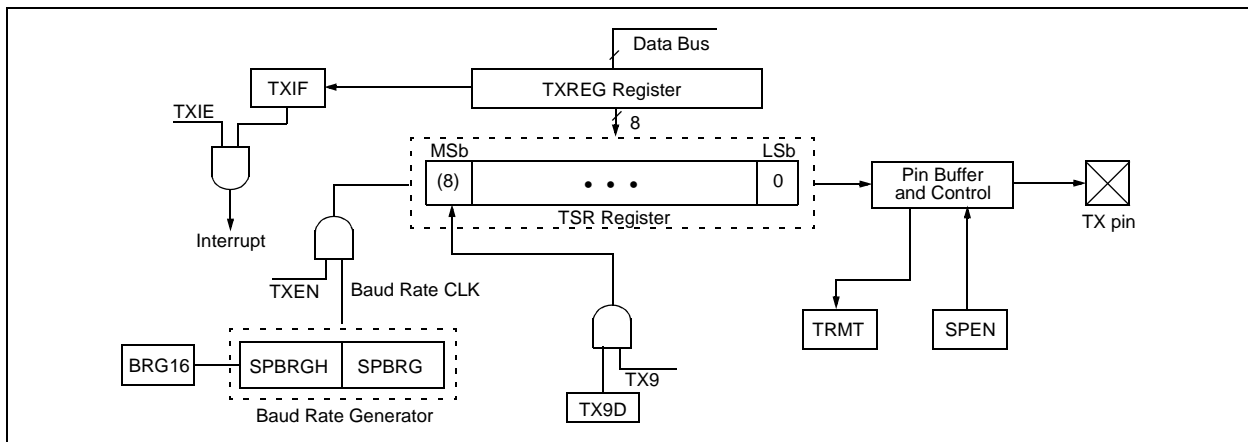 Data Bus
TXIF
TXREG Register
TXIE
8
MSb
LSb
(8)
• • •
0
Pin Buffer
and Control
TSR Register
TX pin
Interrupt
TXEN
Baud Rate CLK
TRMT
SPEN
BRG16
SPBRGH
SPBRG
TX9
Baud Rate Generator
TX9D